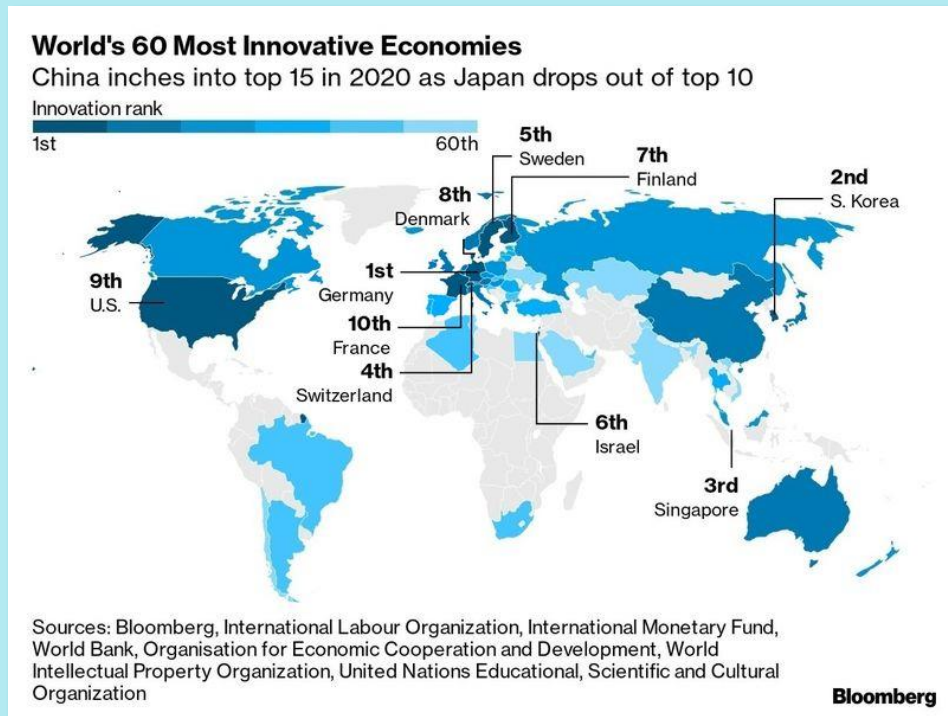 World's 60 Most Innovative Economies
China inches into top 15 in 2020 as Japan drops out of top 10
Innovation rank
1st
60th
5th
Sweden
7th
Finland
2nd
S. Korea
8th
Denmark
1st
Germany
9th
U.S.
10th
France
4th
Switzerland
6th
Israel
3rd
Singapore
Sources: Bloomberg, International Labour Organization, International Monetary Fund,
World Bank, Organisation for Economic Cooperation and Development, World
Intellectual Property Organization, United Nations Educational, Scientific and Cultural
Organization
Bloomberg